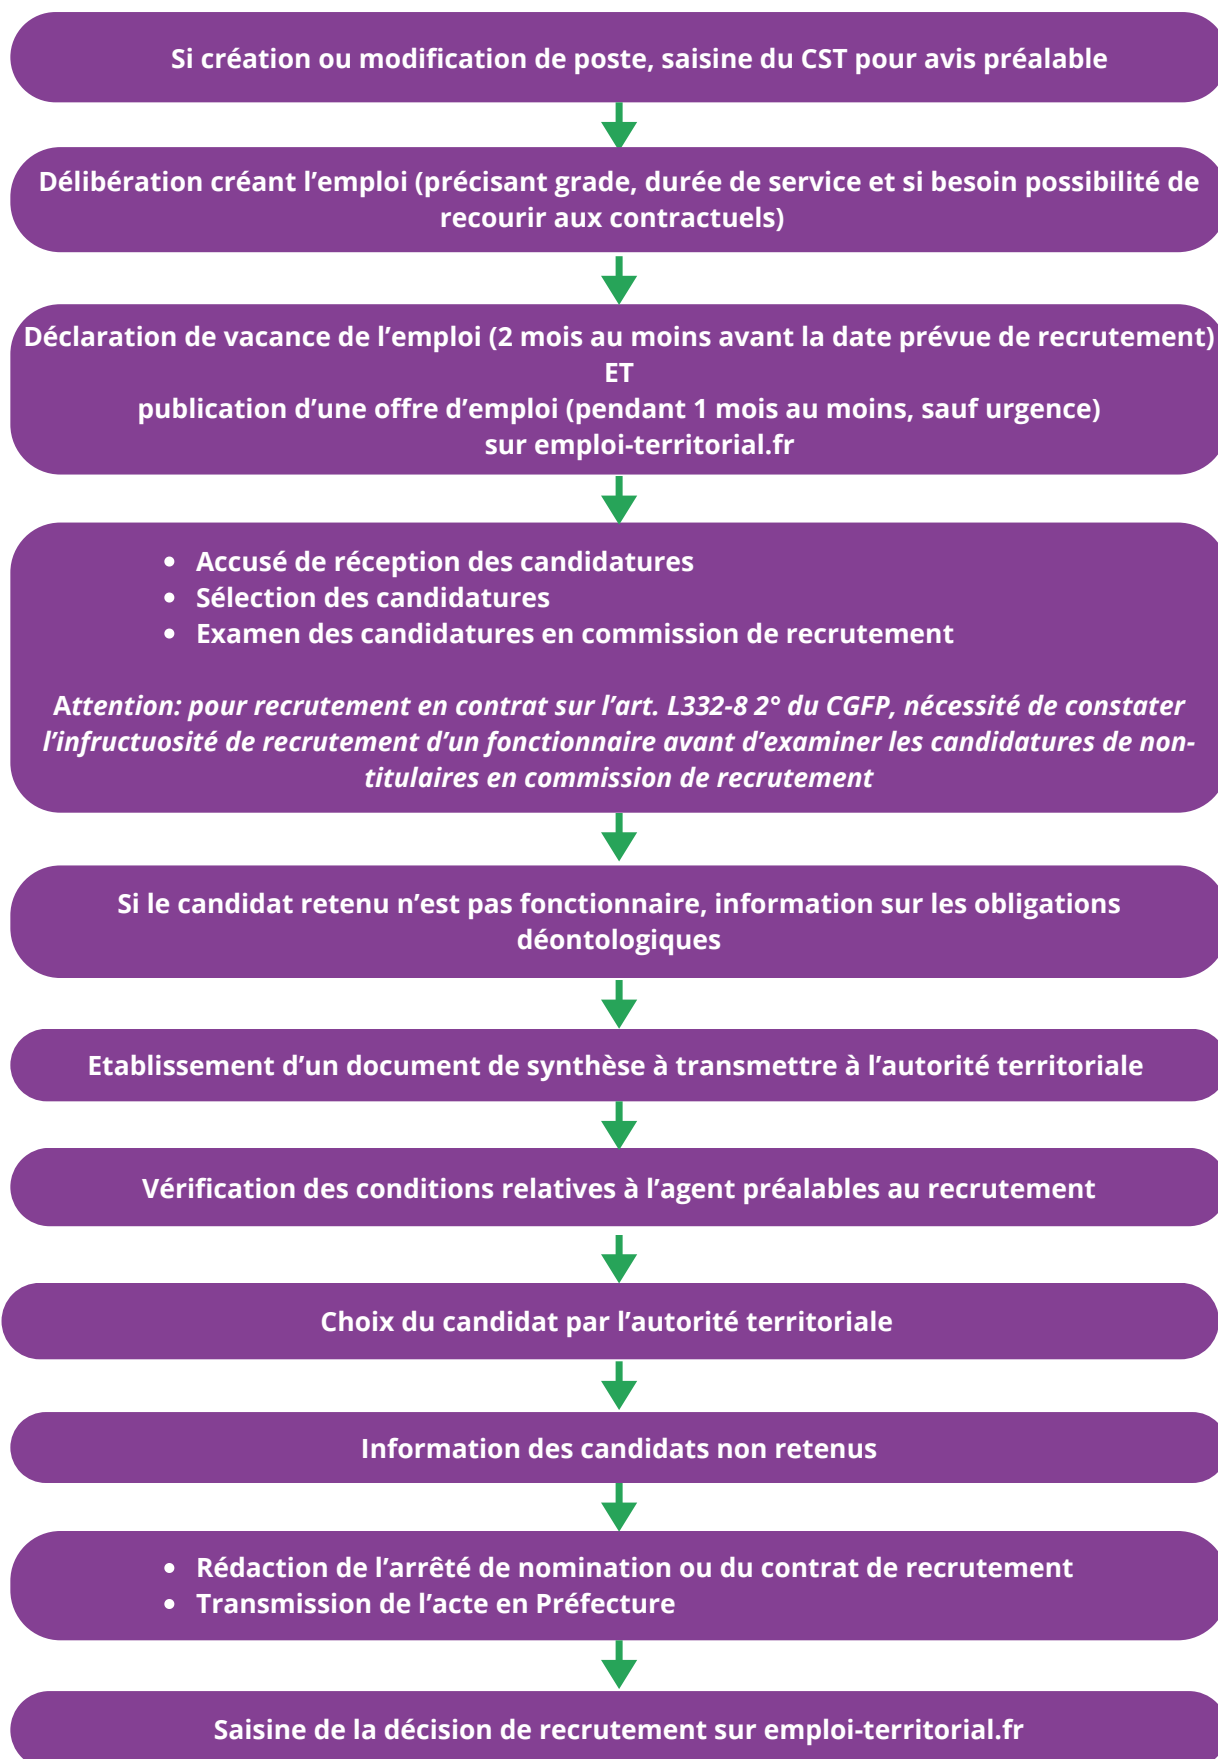 Si création ou modification de poste, saisine du CST pour avis préalable
Délibération créant l'emploi (précisant grade, durée de service et si besoin possibilité de
recourir aux contractuels)
Déclaration de vacance de l'emploi (2 mois au moins avant la date prévue de recrutement)
ET
publication d'une offre d'emploi (pendant 1 mois au moins, sauf urgence)
sur emploi-territorial.fr
• Accusé de réception des candidatures
• Sélection des candidatures
• Examen des candidatures en commission de recrutement
Attention: pour recrutement en contrat sur l'art. L332-8 2° du CGFP, nécessité de constater
l'infructuosité de recrutement d'un fonctionnaire avant d'examiner les candidatures de non-
titulaires en commission de recrutement
Si le candidat retenu n'est pas fonctionnaire, information sur les obligations
déontologiques
Etablissement d'un document de synthèse à transmettre à l'autorité territoriale
Vérification des conditions relatives à l'agent préalables au recrutement
Choix du candidat par l'autorité territoriale
Information des candidats non retenus
• Rédaction de l'arrêté de nomination ou du contrat de recrutement
• Transmission de l'acte en Préfecture
Saisine de la décision de recrutement sur emploi-territorial.fr